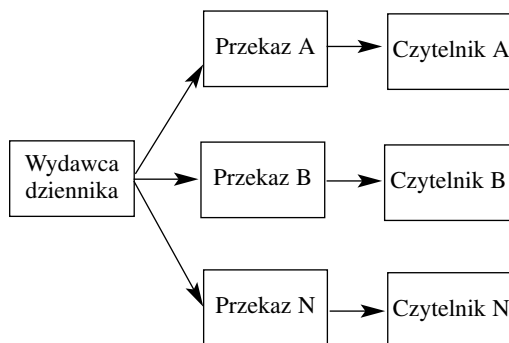 Przekaz A
Czytelnik A
Wydawca
dziennika
Przekaz B
Czytelnik B
Przekaz N
Czytelnik N